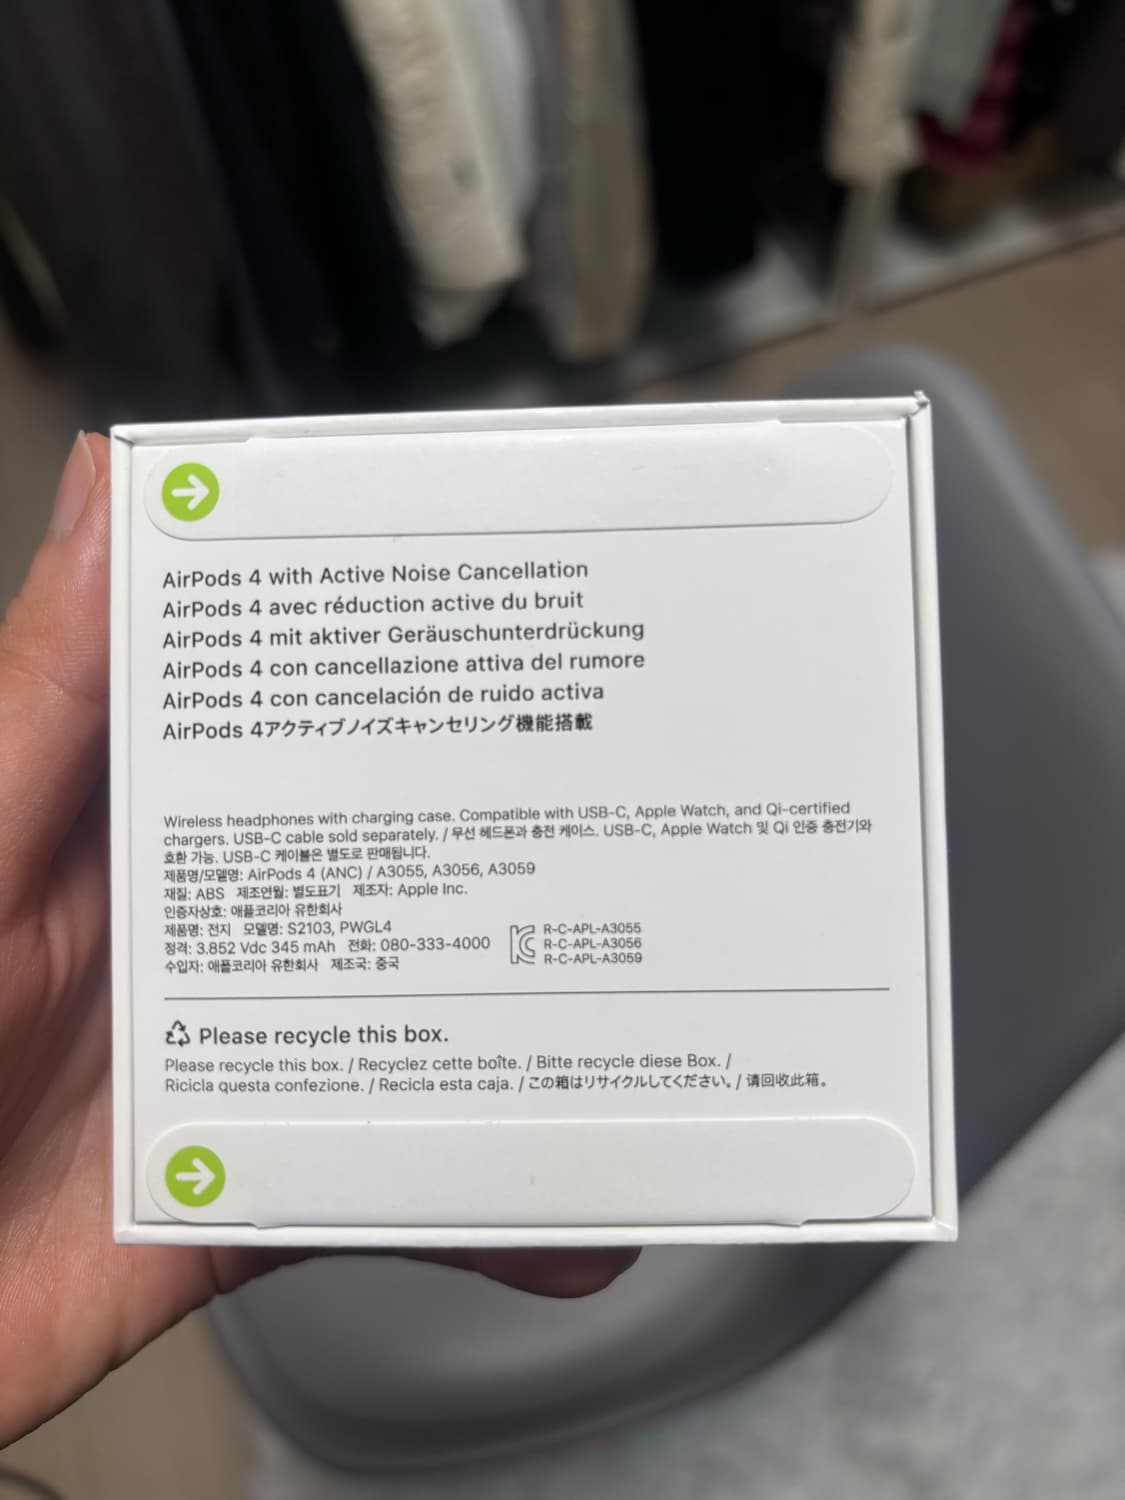 AirPods 4 with Active Noise Cancellation
AirPods 4 avec réduction active du bruit
AirPods 4 mit aktiver Geräuschunterdrückung
AirPods 4 con cancellazione attiva del rumore
AirPods 4 con cancelación de ruido activa
AirPods 4アクティブノイズキャンセリング機能搭載
Wireless headphones with charging case. Compatible with USB-C, Apple Watch, and Qi-certified
chargers. USB-C cable sold separately. / 무선 헤드폰과 충전 케이스. USB-C, Apple Watch 및 Qi 인증 충전기와
호환 가능. USB-C 케이블은 별도로 판매됩니다.
제품명/모델명: AirPods 4 (ANC) / A3055, A3056, A3059
재질: ABS 제조연월: 별도표기 제조자: Apple Inc.
인증자상호: 애플코리아 유한회사
제품명: 전지 모델명: S2103, PWGL4
정격: 3.852 Vdc 345 mAh 전화: 080-333-4000
수입자: 애플코리아 유한회사 제조국: 중국
R-C-APL-A3055
R-C-APL-A3056
R-C-APL-A3059
Please recycle this box.
Please recycle this box. / Recyclez cette boîte. / Bitte recycle diese Box. /
Ricicla questa confezione. / Recicla esta caja. / この箱はリサイクルしてください。/ 请回收此箱。